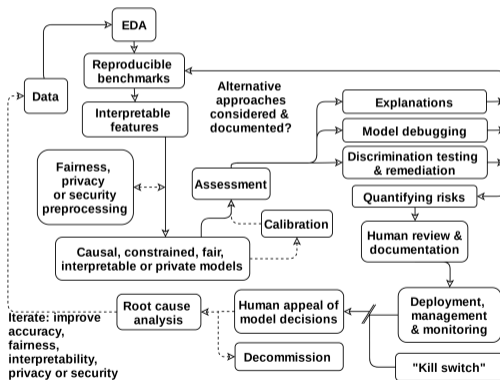 EDA
Data
Reproducible
benchmarks
Interpretable
features
Alternative
approaches
considered &
documented?
Explanations
Model debugging
Discrimination testing
& remediation
Fairness,
privacy
or security
preprocessing
Assessment
Quantifying risks
Calibration
Human review &
documentation
Causal, constrained, fair,
interpretable or private models
Root cause
analysis
Human appeal of
model decisions
Deployment,
management
& monitoring
Iterate: improve
accuracy,
fairness,
interpretability,
privacy or security
Decommission
"Kill switch"